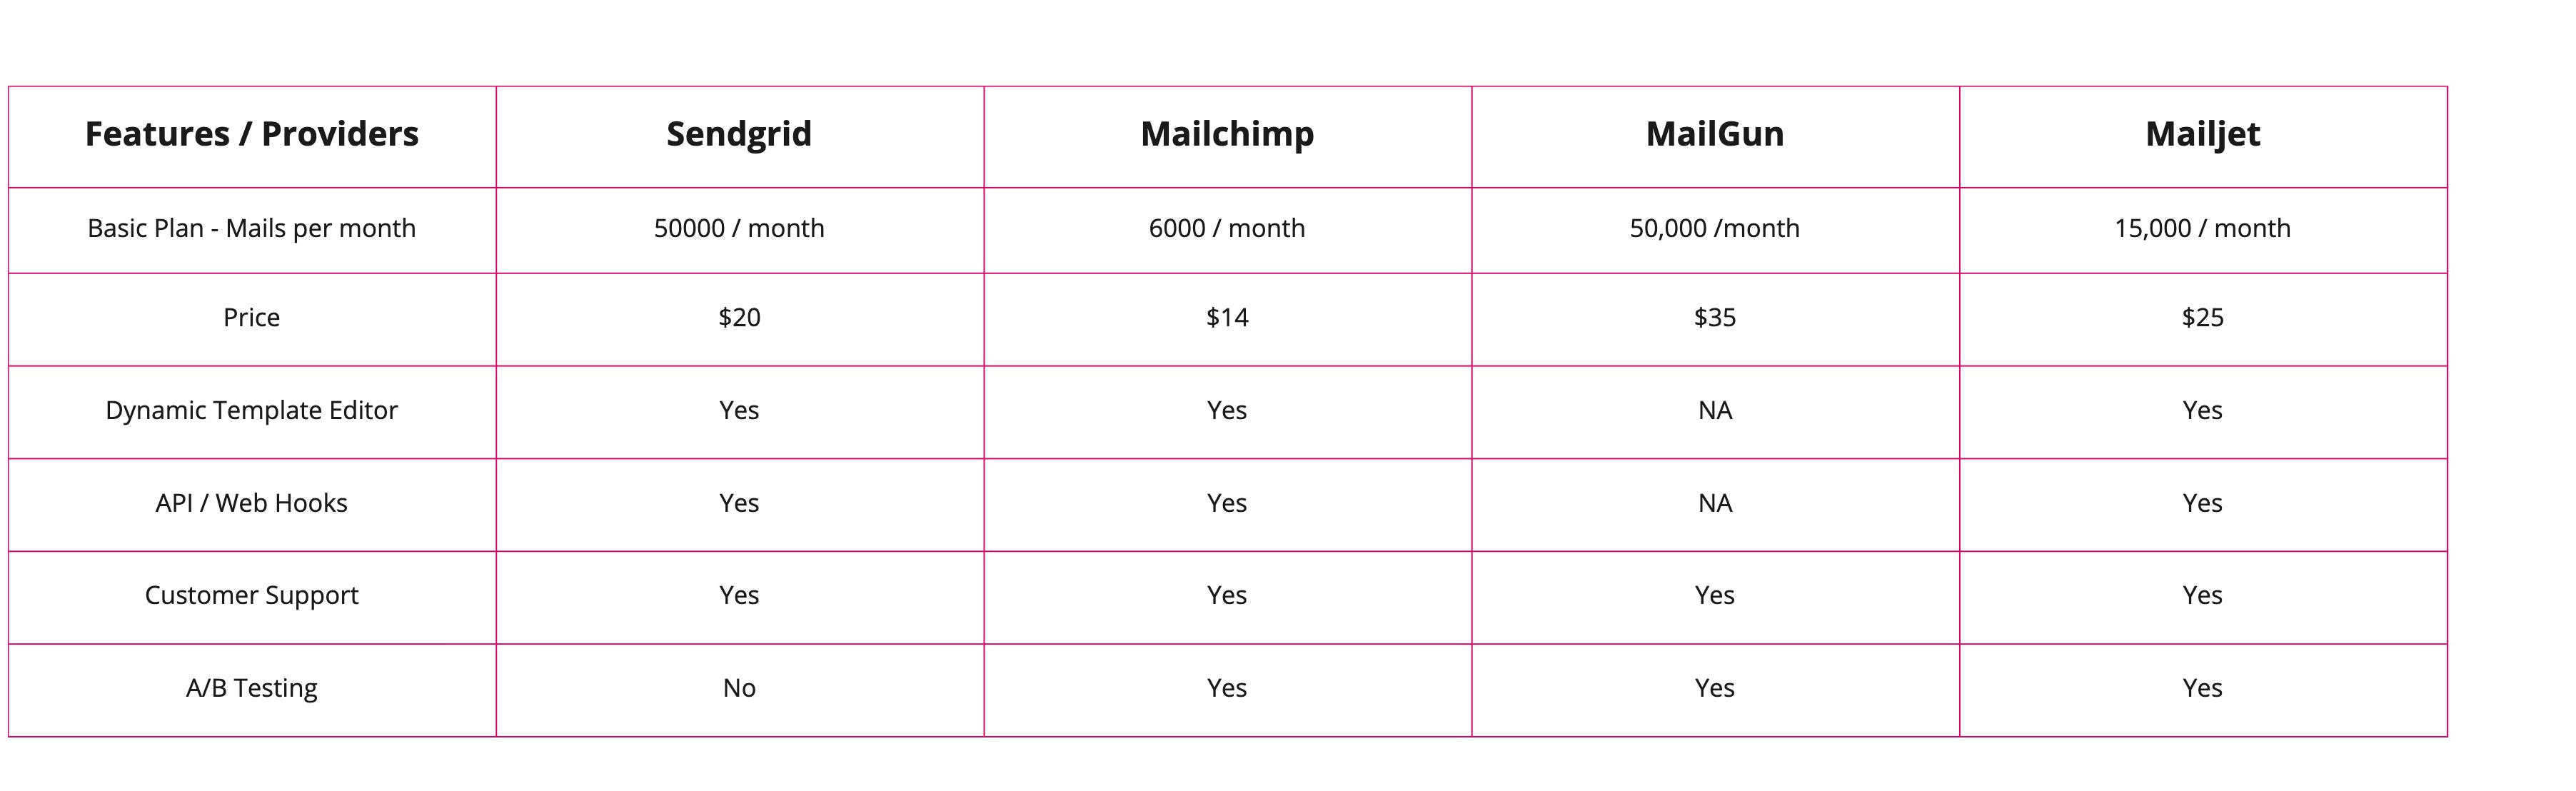 Features / Providers Sendgrid Mailchimp MailGun Mailjet
Basic Plan - Mails per month 50000 / month 6000 / month 50,000 /month 15,000 / month
Price $20 $14 $35 $25
Dynamic Template Editor Yes Yes NA Yes
API / Web Hooks Yes Yes NA Yes
Customer Support Yes Yes Yes Yes
A/B Testing No Yes Yes Yes